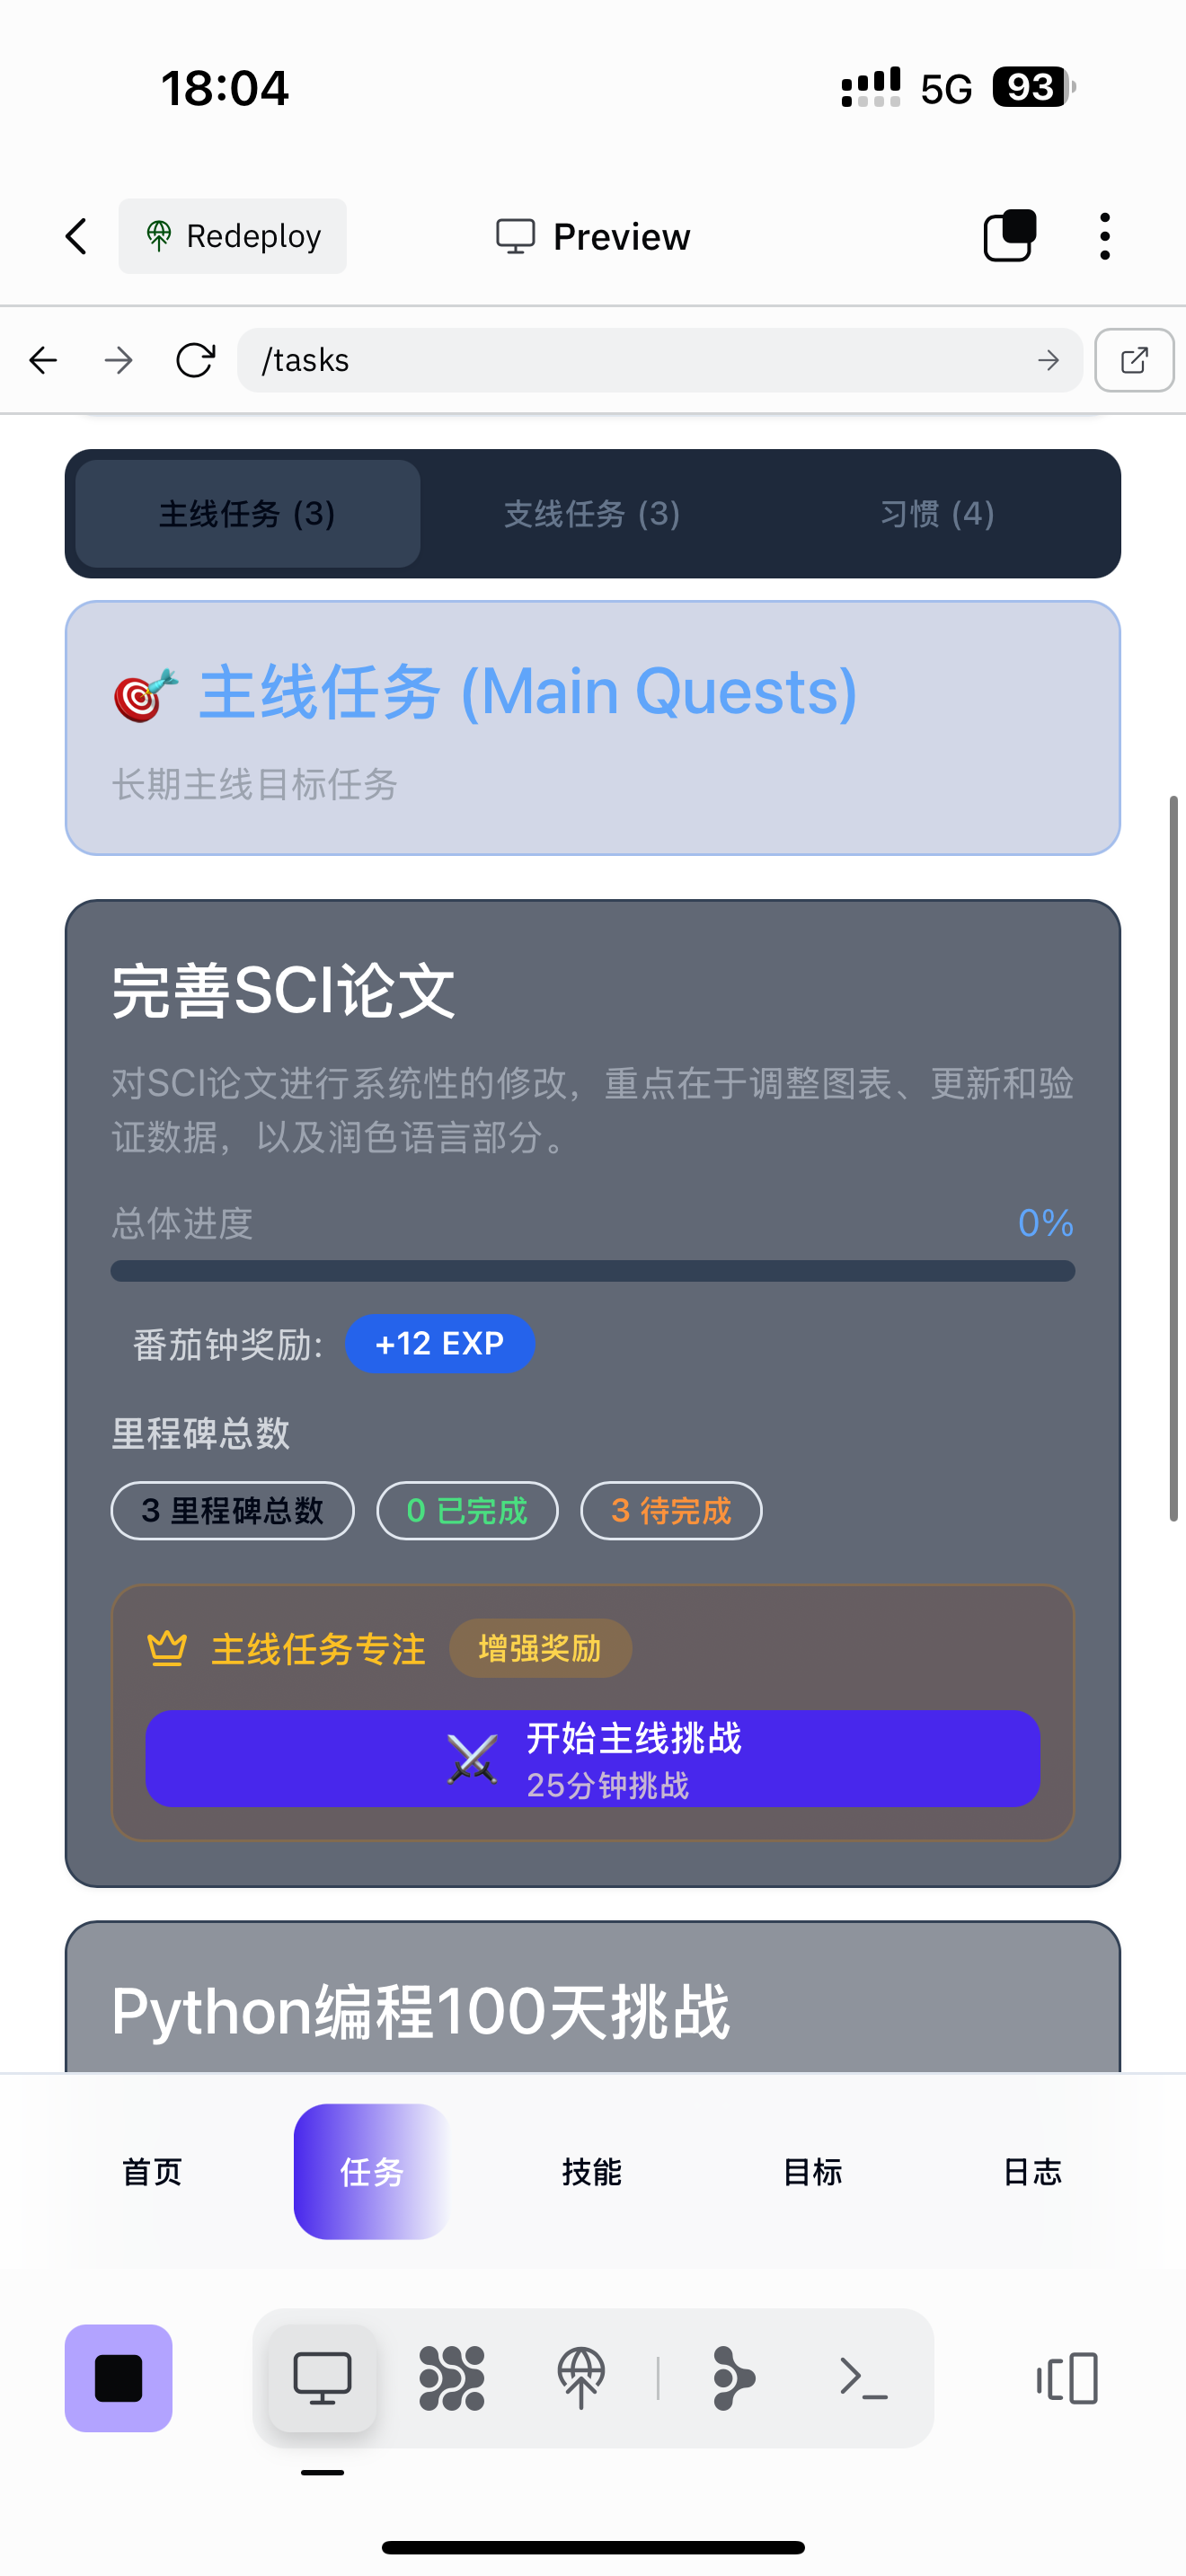 18:04
5G
93
Redeploy
Preview
/tasks
主线任务 (3)
支线任务 (3)
习惯 (4)
🎯 主线任务 (Main Quests)
长期主线目标任务
完善SCI论文
对SCI论文进行系统性的修改，重点在于调整图表、更新和验
证数据，以及润色语言部分。
总体进度
0%
番茄钟奖励:
+12 EXP
里程碑总数
3 里程碑总数
0 已完成
3 待完成
主线任务专注
增强奖励
⚔️ 开始主线挑战
25分钟挑战
Python编程100天挑战
首页
任务
技能
目标
日志